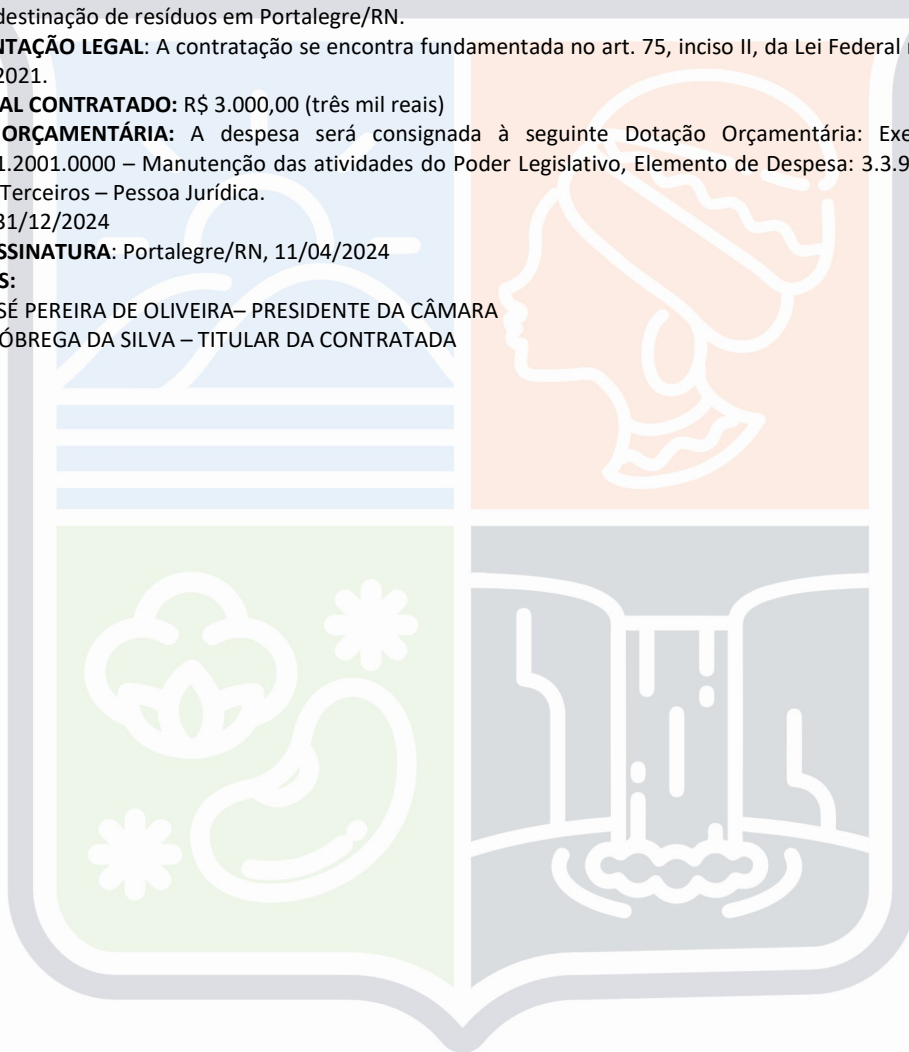 destinação de resíduos em Portalegre/RN.
NTAÇÃO LEGAL: A contratação se encontra fundamentada no art. 75, inciso II, da Lei Federal
2021.
AL CONTRATADO: R$ 3.000,00 (três mil reais)
ORÇAMENTÁRIA: A despesa será consignada à seguinte Dotação Orçamentária: Exe
1.2001.0000 – Manutenção das atividades do Poder Legislativo, Elemento de Despesa: 3.3.9
Terceiros – Pessoa Jurídica.
31/12/2024
SSINATURA: Portalegre/RN, 11/04/2024
S:
SÉ PEREIRA DE OLIVEIRA– PRESIDENTE DA CÂMARA
ÓBREGA DA SILVA – TITULAR DA CONTRATADA